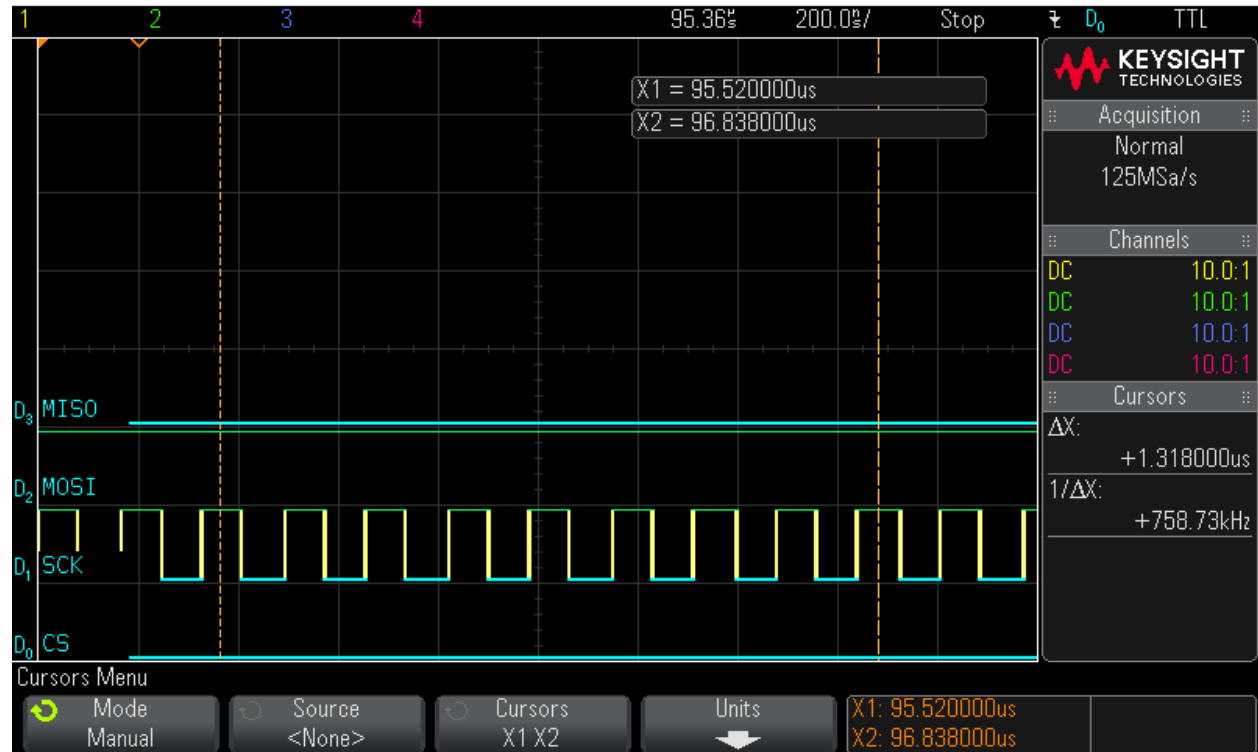 1 2 3 4 95.36µs 200.0ns/ Stop D0 TTL
X1 = 95.520000us
X2 = 96.838000us
KEYSIGHT
TECHNOLOGIES
Acquisition
Normal
125MSa/s
Channels
DC 10.0:1
DC 10.0:1
DC 10.0:1
DC 10.0:1
Cursors
ΔX:
+1.318000us
1/ΔX:
+758.73kHz
D3 MISO
D2 MOSI
D1 SCK
D0 CS
Cursors Menu
Mode
Manual
Source
<None>
Cursors
X1 X2
Units
X1: 95.520000us
X2: 96.838000us